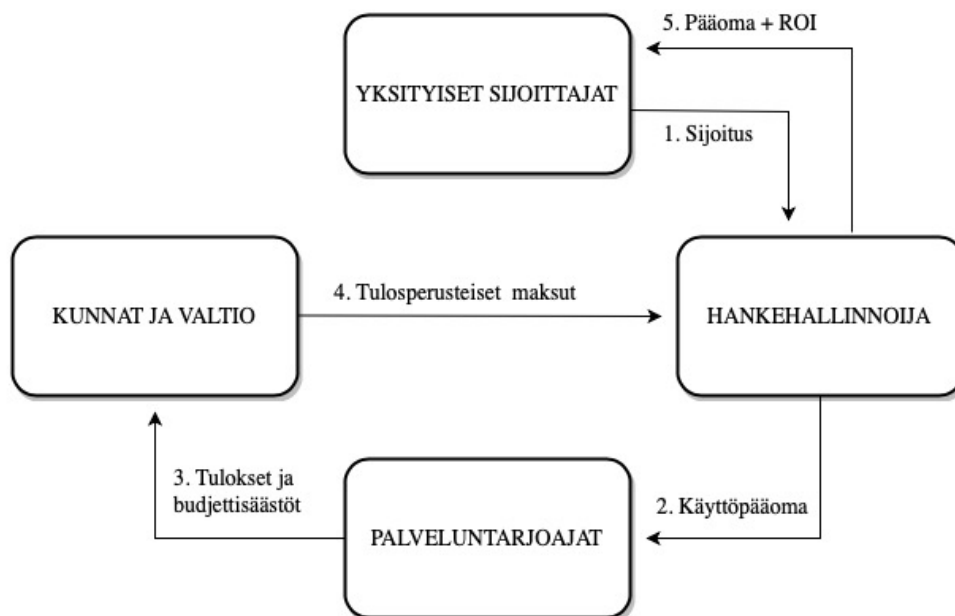 5. Pääoma + ROI
YKSITYISET SIJOITTAJAT
1. Sijoitus
KUNNAT JA VALTIO
4. Tulosperusteiset maksut
HANKEHALLINNOIJA
3. Tulokset ja
budjettisäästöt
2. Käyttöpääoma
PALVELUNTARJOAJAT